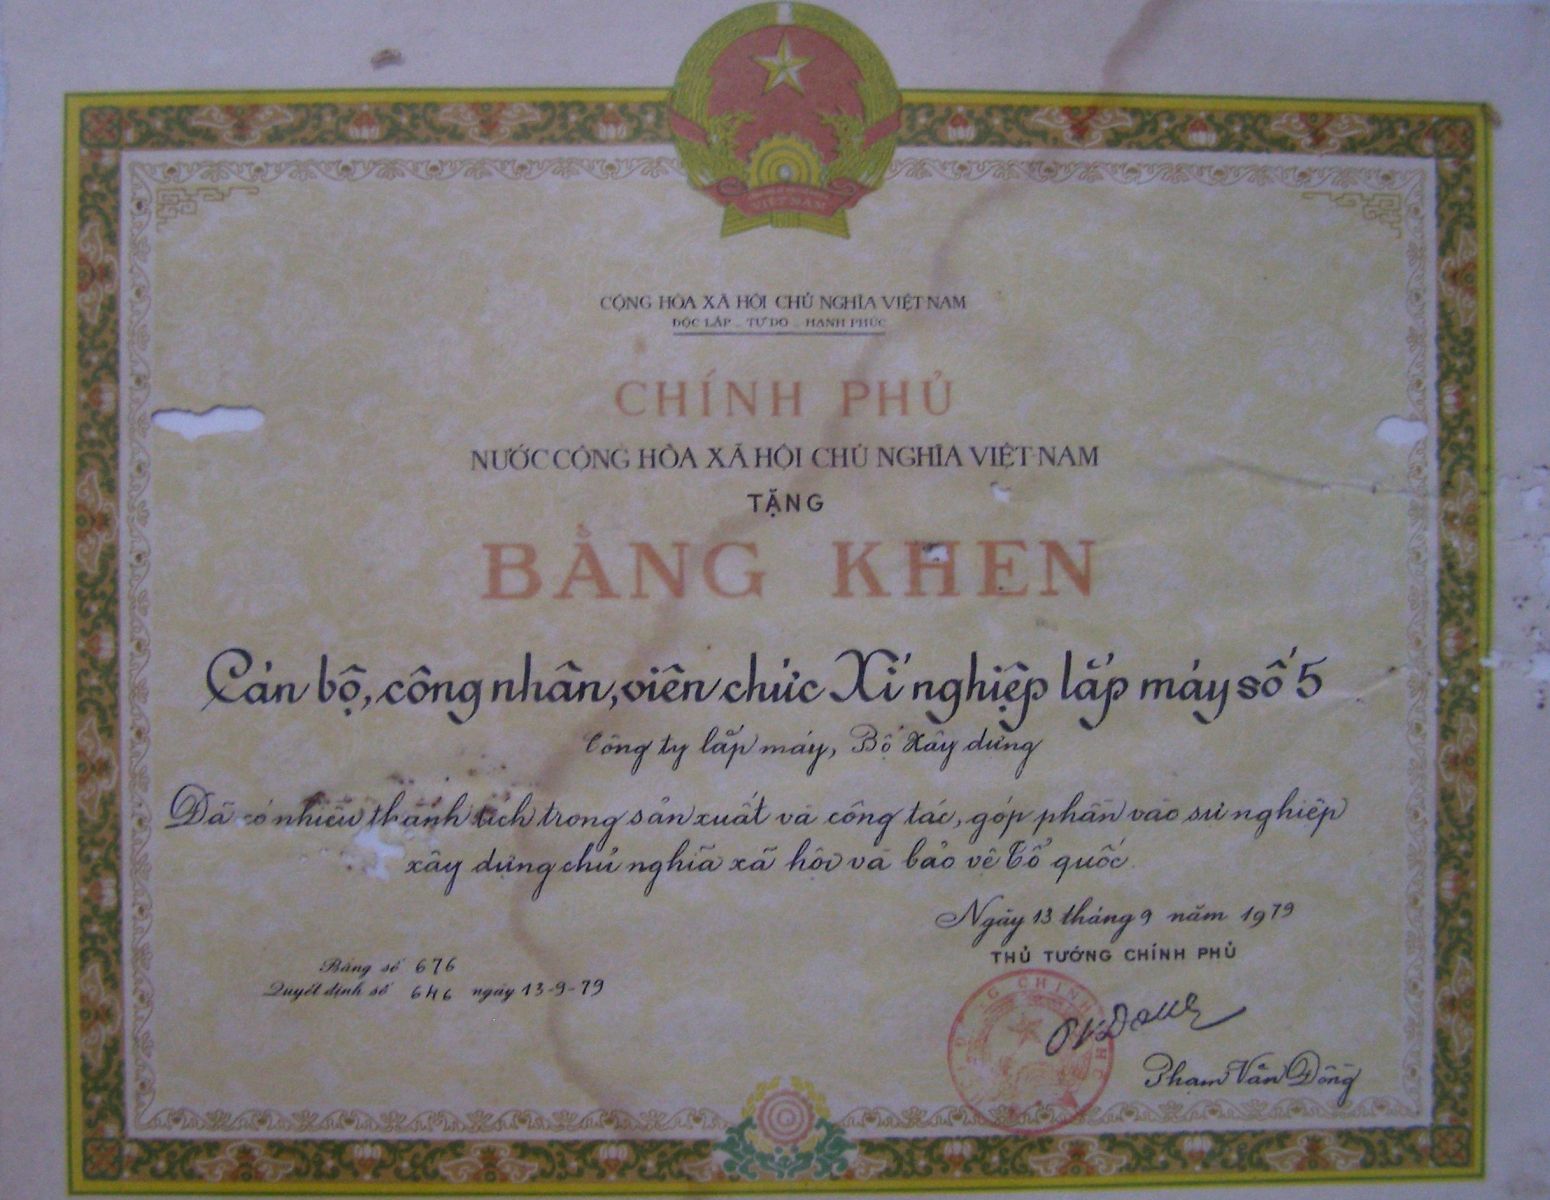 VIỆT NAM
CỘNG HÒA XÃ HỘI CHỦ NGHĨA VIỆT NAM
ĐỘC LẬP _ TỰ DO _ HẠNH PHÚC
CHÍNH PHỦ
NƯỚC CỘNG HÒA XÃ HỘI CHỦ NGHĨA VIỆT-NAM
TẶNG
BẰNG KHEN
Cán bộ, công nhân, viên chức Xí nghiệp lắp máy số 5
Công ty lắp máy, Bộ Xây dựng
Đã có nhiều thành tích trong sản xuất và công tác, góp phần vào sự nghiệp
xây dựng chủ nghĩa xã hội và bảo vệ Tổ quốc.
Ngày 13 tháng 9 năm 1979
THỦ TƯỚNG CHÍNH PHỦ
Bằng số 676
Quyết định số 646 ngày 13-9-79
PVDong
Phạm Văn Đồng